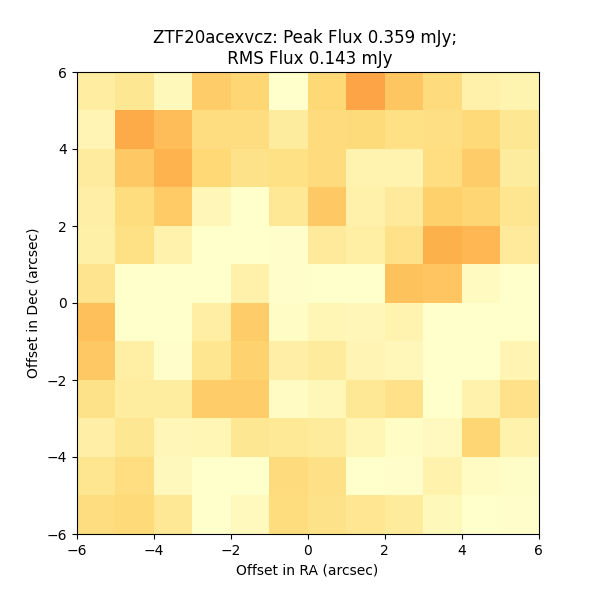 ZTF20acexvcz: Peak Flux 0.359 mJy;
RMS Flux 0.143 mJy
6
4
2
0
−2
−4
−6
Offset in Dec (arcsec)
−6 −4 −2 0 2 4 6
Offset in RA (arcsec)